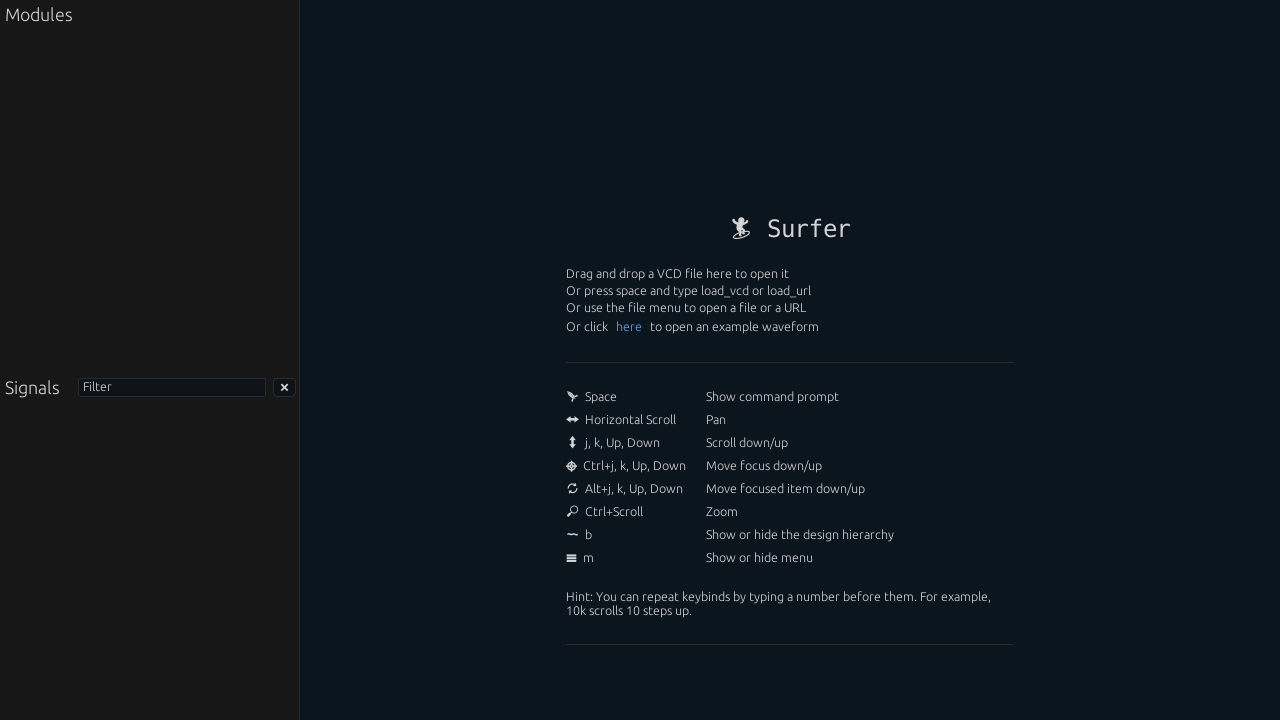 Modules
Surfer
Drag and drop a VCD file here to open it
Or press space and type load_vcd or load_url
Or use the file menu to open a file or a URL
Or click here to open an example waveform
Signals Filter
Space Show command prompt
Horizontal Scroll Pan
j, k, Up, Down Scroll down/up
Ctrl+j, k, Up, Down Move focus down/up
Alt+j, k, Up, Down Move focused item down/up
Ctrl+Scroll Zoom
b Show or hide the design hierarchy
m Show or hide menu
Hint: You can repeat keybinds by typing a number before them. For example,
10k scrolls 10 steps up.